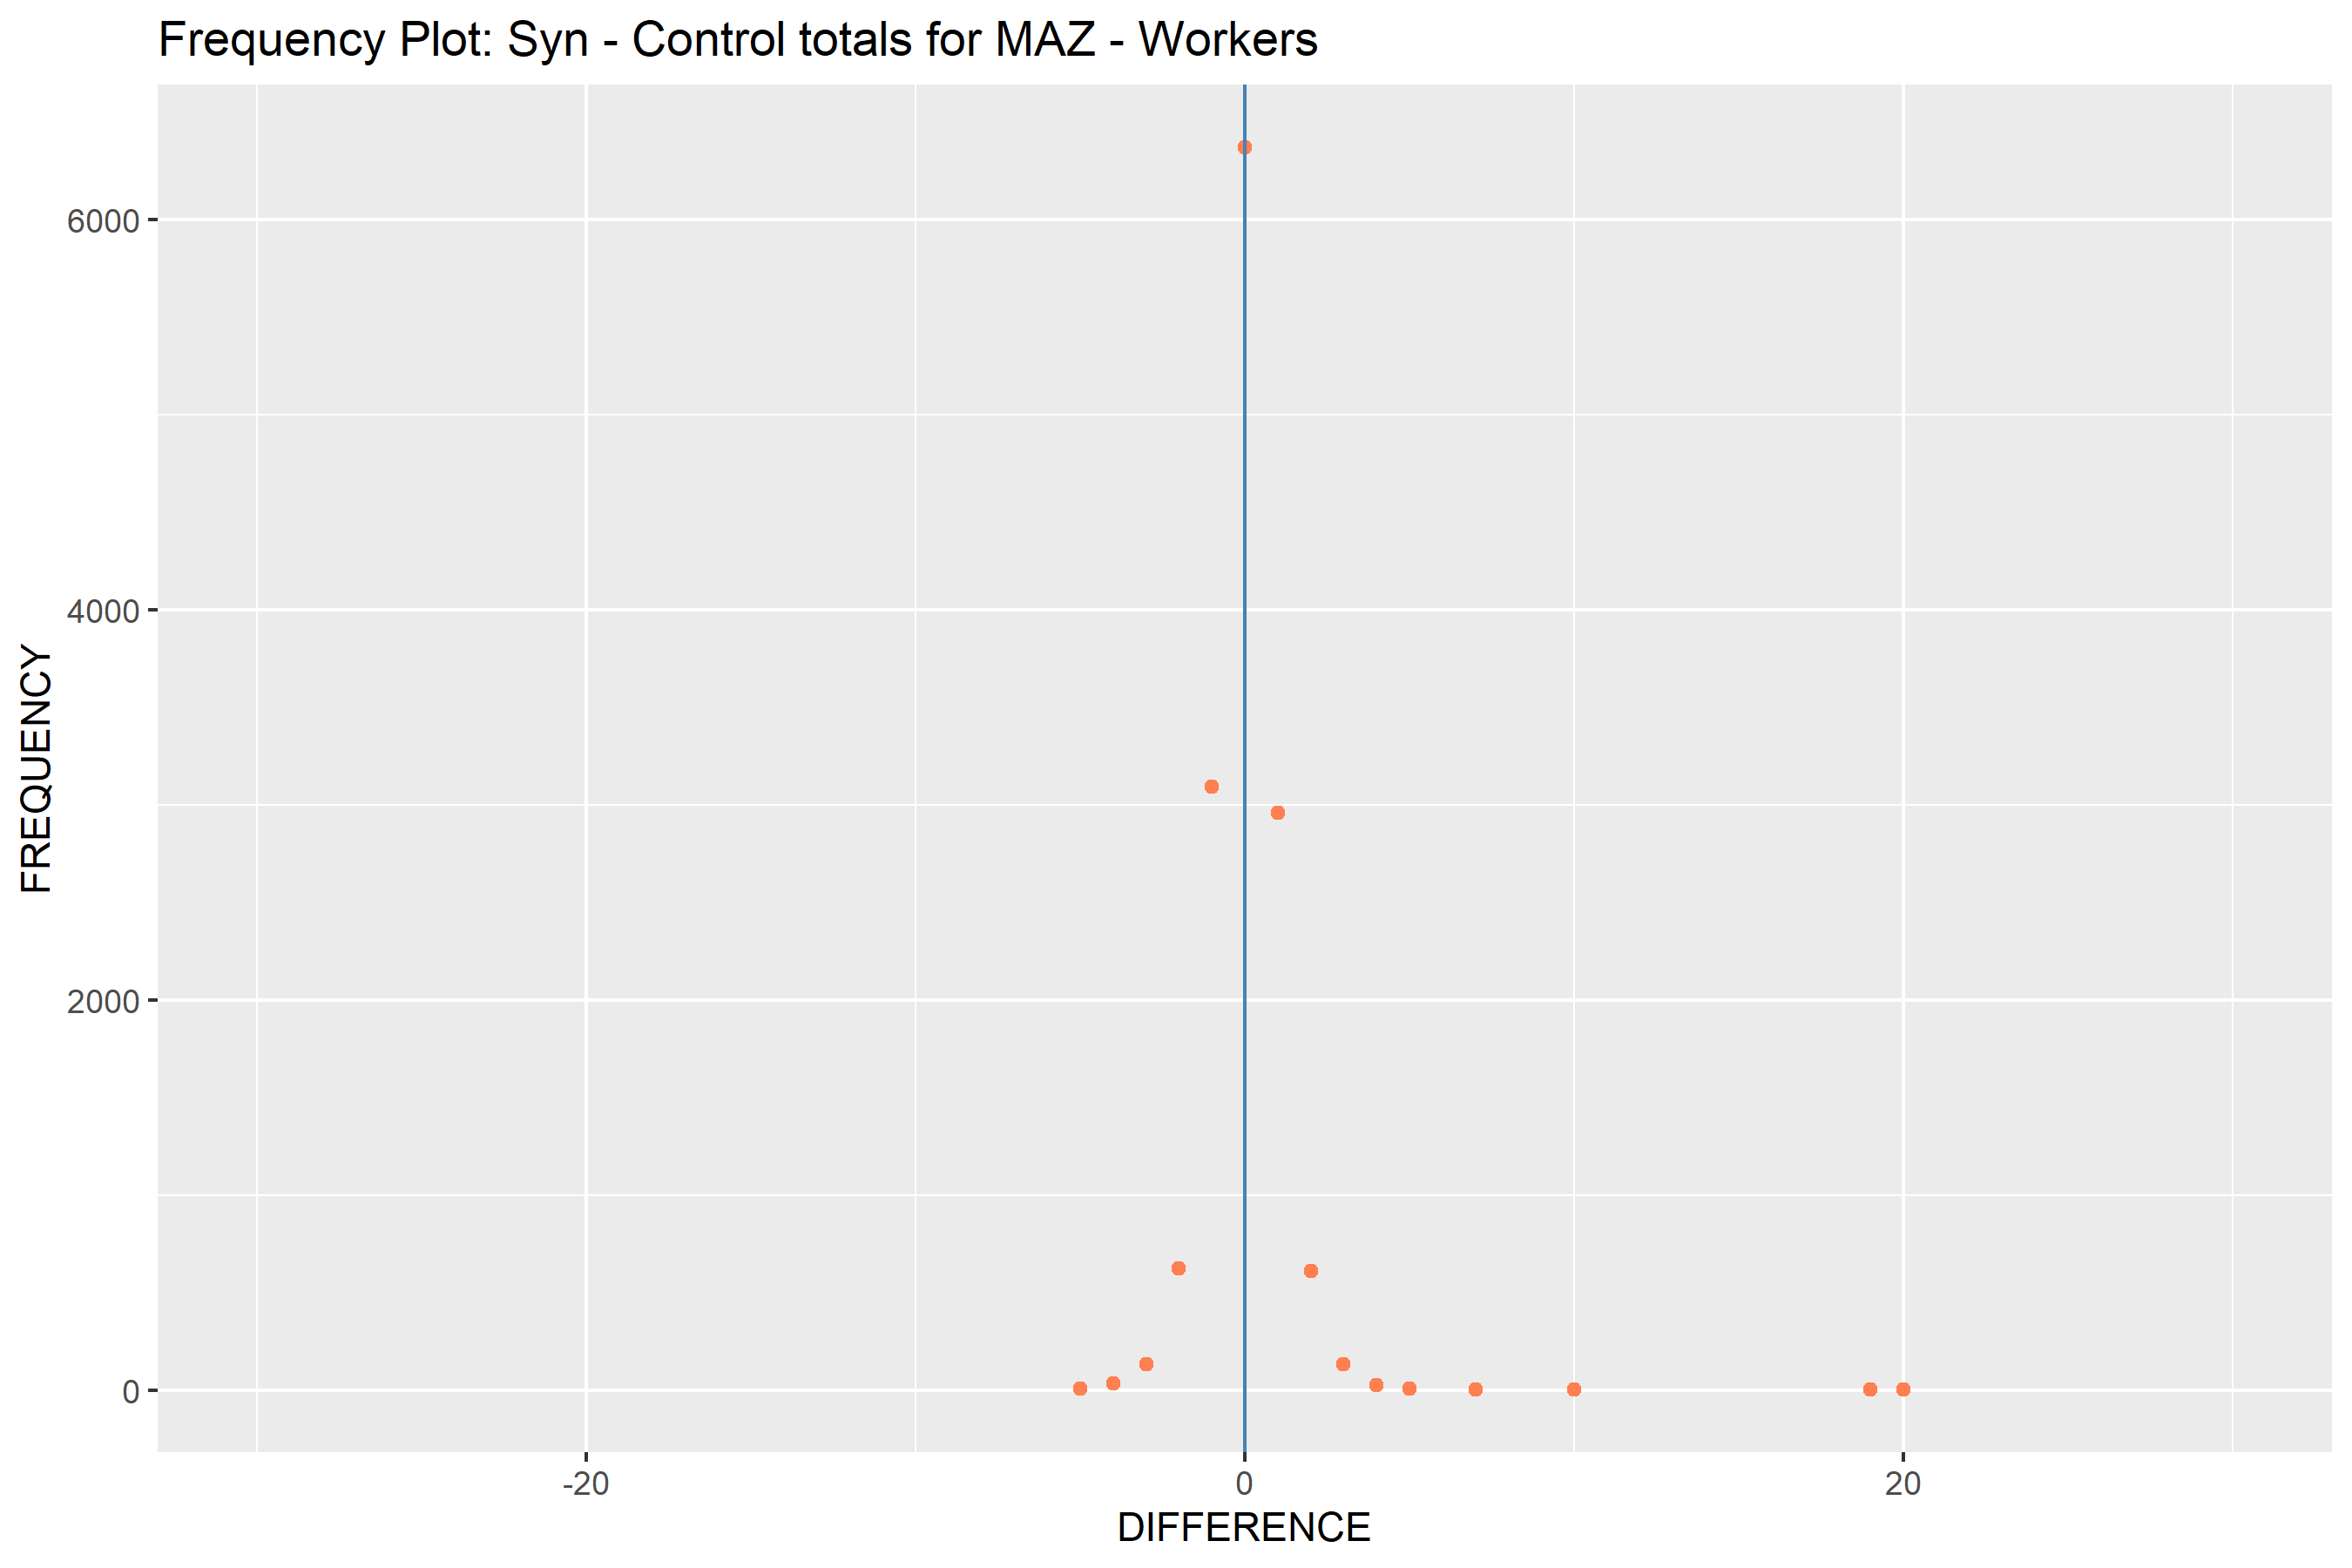 Frequency Plot: Syn - Control totals for MAZ - Workers
FREQUENCY
6000
4000
2000
0
-20
0
20
DIFFERENCE